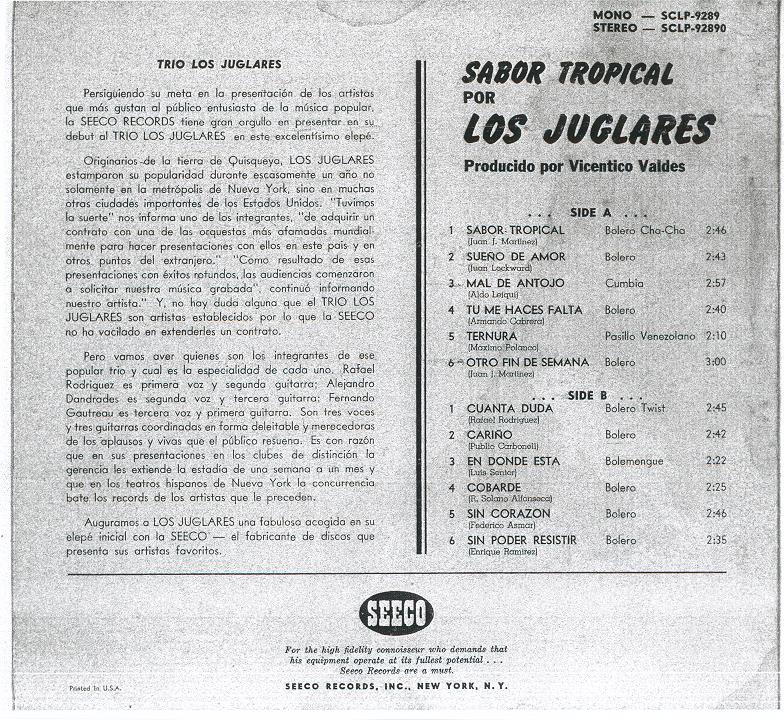 MONO — SCLP-9289
STEREO — SCLP-92890
TRIO LOS JUGLARES
Persiguiendo su meta en la presentación de los artistas
que más gustan al público entusiasta de la música popular,
la SEECO RECORDS tiene gran orgullo en presentar en su
debut al TRIO LOS JUGLARES en este excelentísimo elepé.
Originarios de la tierra de Quisqueya, LOS JUGLARES
estamparon su popularidad durante escasamente un año no
solamente en la metrópolis de Nueva York, sino en muchas
otras ciudades importantes de los Estados Unidos. "Tuvimos
la suerte" nos informa uno de los integrantes, "de adquirir un
contrato con una de las orquestas más afamadas mundial-
mente para hacer presentaciones con ellos en este país y en
otros puntos del extranjero." "Como resultado de esas
presentaciones con éxitos rotundos, las audiencias comenzaron
a solicitar nuestra música grabada", continuó informando
nuestro artista." Y, no hay duda alguna que el TRIO LOS
JUGLARES son artistas establecidos por lo que la SEECO
no ha vacilado en extenderles un contrato.
Pero vamos aver quienes son los integrantes de ese
popular trio y cual es la especialidad de cada uno. Rafael
Rodriguez es primera voz y segunda guitarra; Alejandro
Dandrades es segunda voz y tercera guitarra; Fernando
Gautreau es tercera voz y primera guitarra. Son tres voces
y tres guitarras coordinadas en forma deleitable y merecedoras
de los aplausos y vivas que el público resuena. Es con razón
que en sus presentaciones en los clubes de distinción la
gerencia les extiende la estadía de una semana a un mes y
que en los teatros hispanos de Nueva York la concurrencia
bate los records de los artistas que le preceden.
Auguramos a LOS JUGLARES una fabulosa acogida en su
elepé inicial con la SEECO — el fabricante de discos que
presenta sus artistas favoritos.
SABOR TROPICAL
POR
LOS JUGLARES
Producido por Vicentico Valdes
. . . SIDE A . . .
1 SABOR TROPICAL Bolero Cha-Cha 2:46
(Juan J. Martinez)
2 SUEÑO DE AMOR Bolero 2:43
(Juan Lockward)
3 MAL DE ANTOJO Cumbia 2:57
(Aldo Leiqui)
4 TU ME HACES FALTA Bolero 2:40
(Armando Cabrera)
5 TERNURA Pasillo Venezolano 2:10
(Maximo Polanco)
6 OTRO FIN DE SEMANA Bolero 3:00
(Juan J. Martinez)
. . . SIDE B . . .
1 CUANTA DUDA Bolero Twist 2:45
(Rafael Rodriguez)
2 CARIÑO Bolero 2:42
(Publio Carbonell)
3 EN DONDE ESTA Bolemengue 2:22
(Luis Senior)
4 COBARDE Bolero 2:25
(R. Solano Alfonseca)
5 SIN CORAZON Bolero 2:46
(Federico Asmar)
6 SIN PODER RESISTIR Bolero 2:35
(Enrique Ramirez)
SEECO
For the high fidelity connoisseur who demands that
his equipment operate at its fullest potential . . .
Seeco Records are a must.
Printed In U.S.A.
SEECO RECORDS, INC., NEW YORK, N. Y.